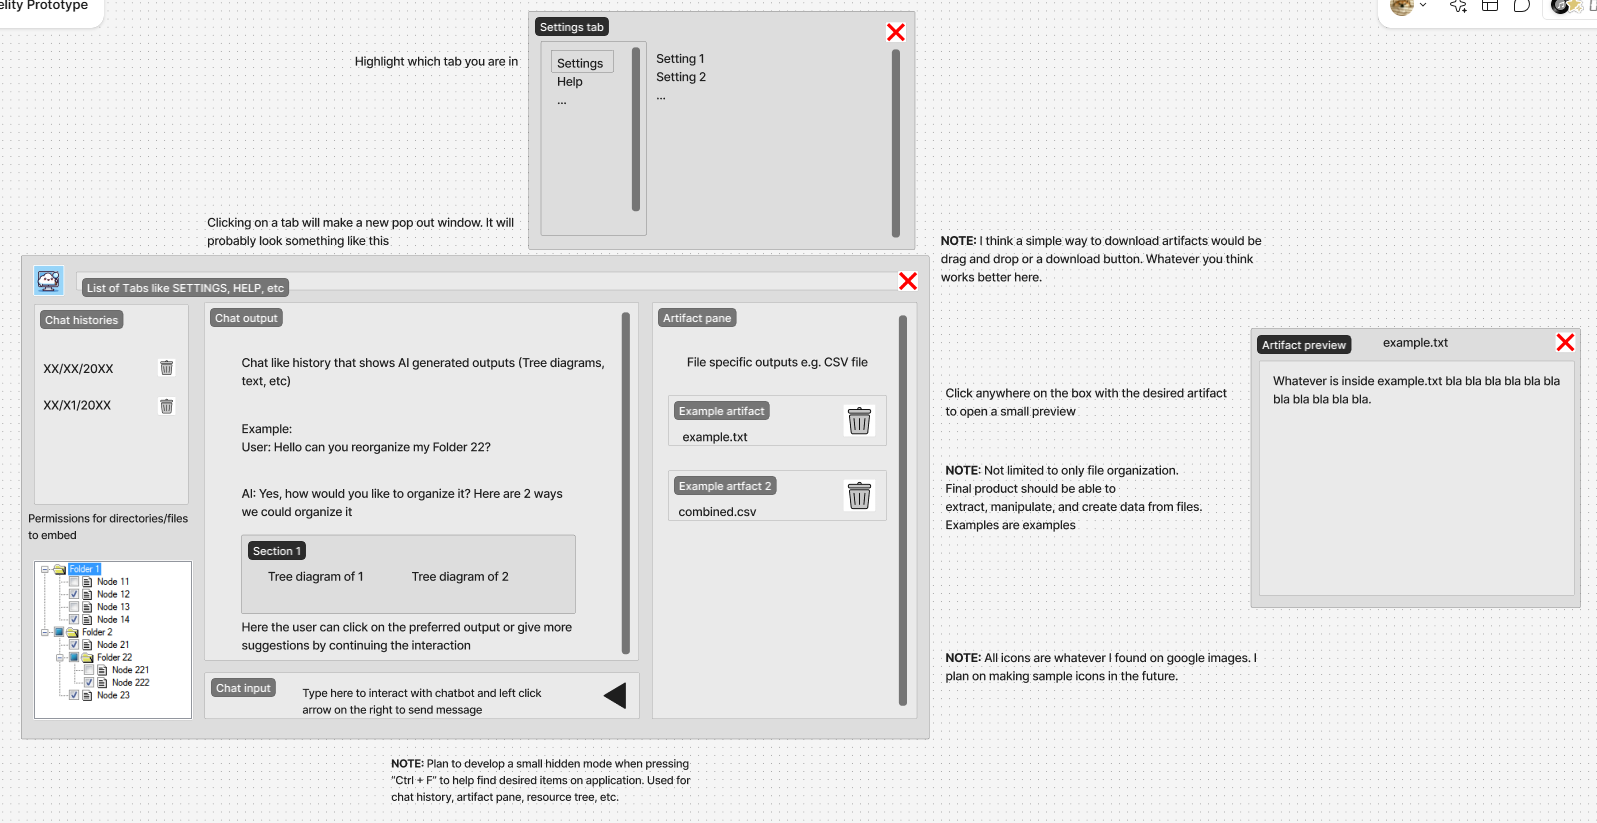 elity Prototype
Settings tab
Highlight which tab you are in
Settings
Help
...
Setting 1
Setting 2
...
Clicking on a tab will make a new pop out window. It will
probably look something like this
NOTE: I think a simple way to download artifacts would be
drag and drop or a download button. Whatever you think
works better here.
List of Tabs like SETTINGS, HELP, etc
Chat histories
XX/XX/20XX
XX/X1/20XX
Permissions for directories/files
to embed
Folder 1
Node 11
Node 12
Node 13
Node 14
Folder 2
Node 21
Folder 22
Node 221
Node 222
Node 23
Chat output
Chat like history that shows AI generated outputs (Tree diagrams,
text, etc)
Example:
User: Hello can you reorganize my Folder 22?
AI: Yes, how would you like to organize it? Here are 2 ways
we could organize it
Section 1
Tree diagram of 1
Tree diagram of 2
Here the user can click on the preferred output or give more
suggestions by continuing the interaction
Chat input
Type here to interact with chatbot and left click
arrow on the right to send message
Artifact pane
File specific outputs e.g. CSV file
Example artifact
example.txt
Example artfact 2
combined.csv
Click anywhere on the box with the desired artifact
to open a small preview
NOTE: Not limited to only file organization.
Final product should be able to
extract, manipulate, and create data from files.
Examples are examples
Artifact preview
example.txt
Whatever is inside example.txt bla bla bla bla bla bla
bla bla bla bla bla.
NOTE: All icons are whatever I found on google images. I
plan on making sample icons in the future.
NOTE: Plan to develop a small hidden mode when pressing
"Ctrl + F" to help find desired items on application. Used for
chat history, artifact pane, resource tree, etc.